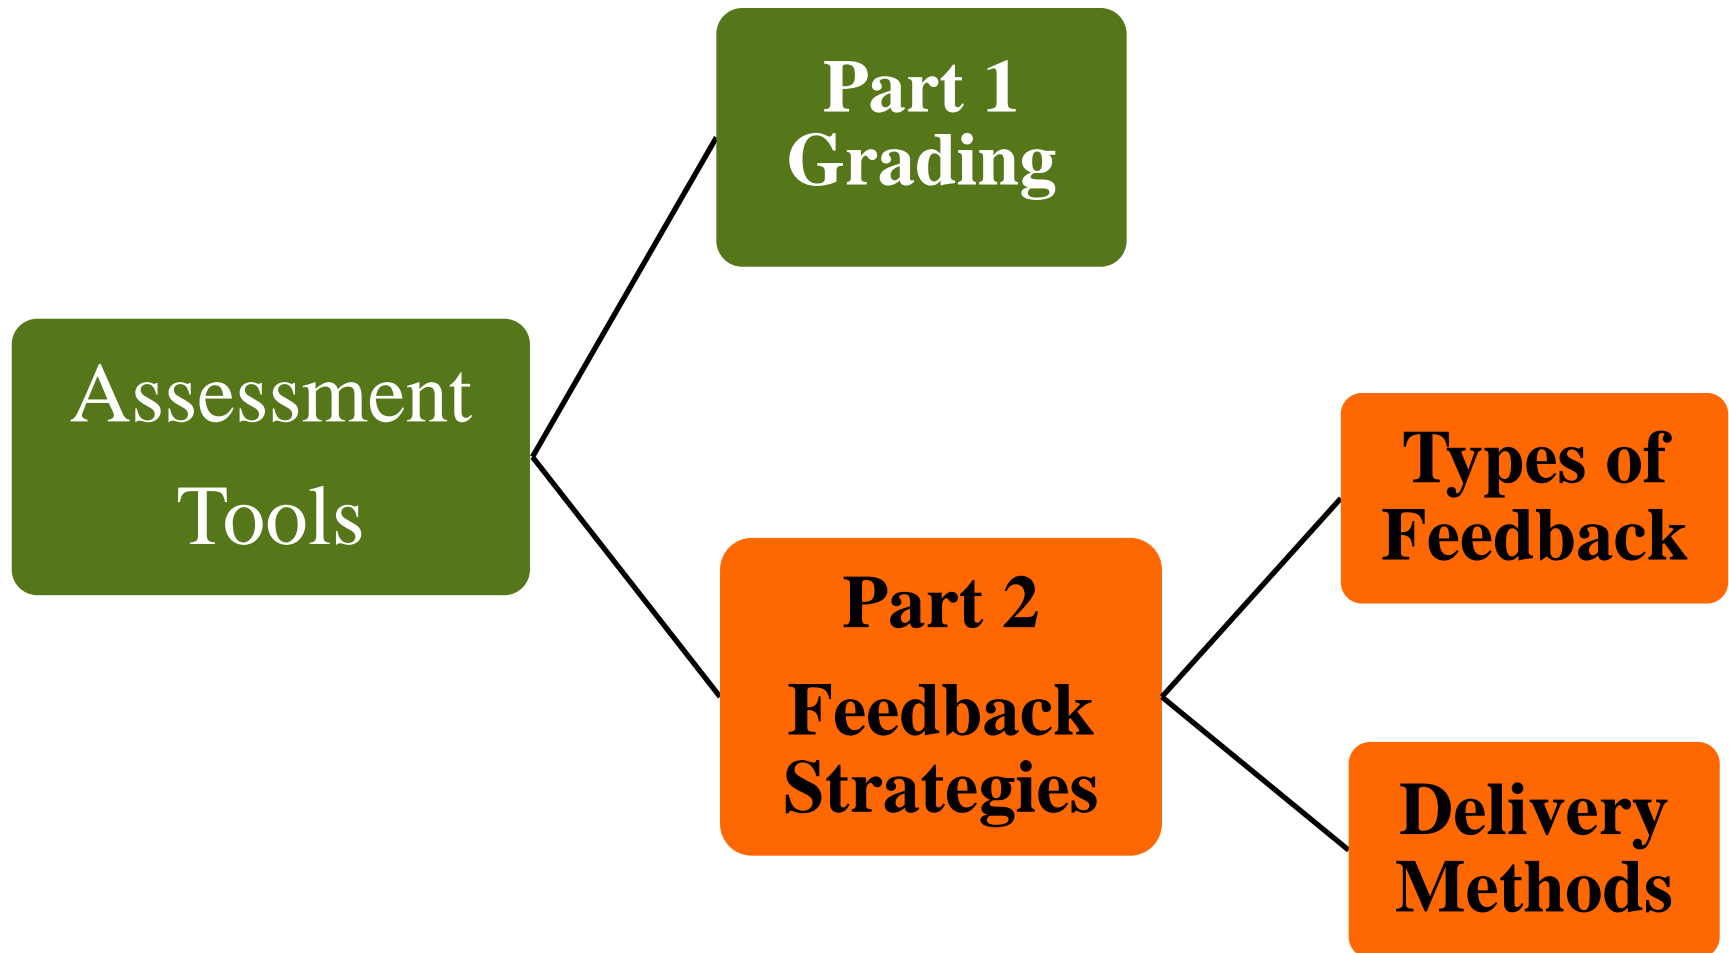 Part 1
Grading
Assessment
Tools
Types of
Feedback
Part 2
Feedback
Strategies
Delivery
Methods